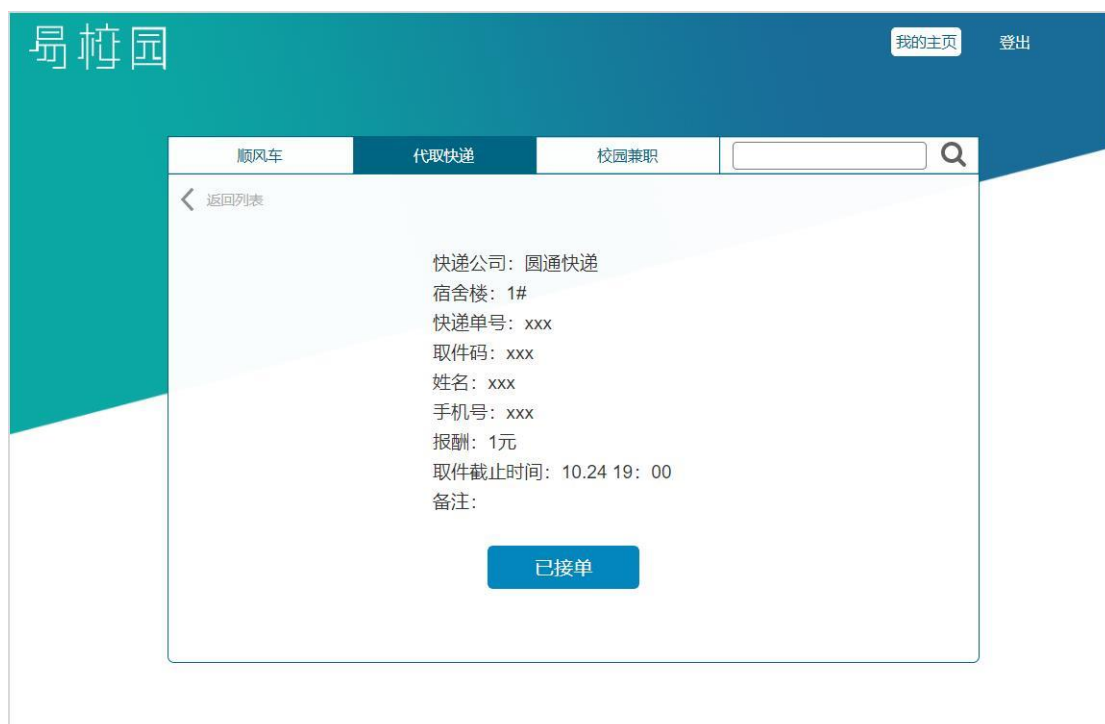 易校园
我的主页 登出
顺风车 代取快递 校园兼职
返回列表
快递公司：圆通快递
宿舍楼：1#
快递单号：xxx
取件码：xxx
姓名：xxx
手机号：xxx
报酬：1元
取件截止时间：10.24 19：00
备注：
已接单